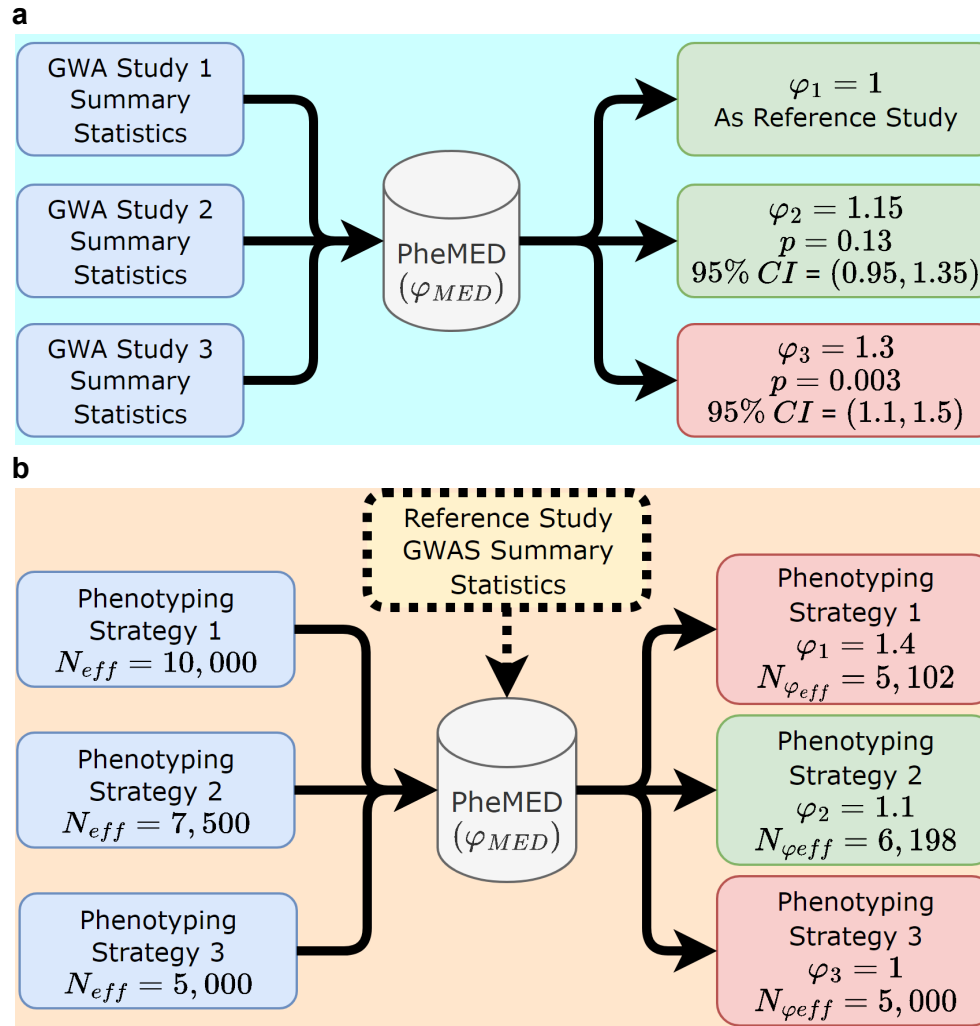 a
GWA Study 1
Summary
Statistics
GWA Study 2
Summary
Statistics
GWA Study 3
Summary
Statistics
PheMED
(φ_MED)
φ₁ = 1
As Reference Study
φ₂ = 1.15
p = 0.13
95% CI = (0.95, 1.35)
φ₃ = 1.3
p = 0.003
95% CI = (1.1, 1.5)
b
Reference Study
GWAS Summary
Statistics
Phenotyping
Strategy 1
N_eff = 10,000
Phenotyping
Strategy 2
N_eff = 7,500
Phenotyping
Strategy 3
N_eff = 5,000
PheMED
(φ_MED)
Phenotyping
Strategy 1
φ₁ = 1.4
N_φ_eff = 5,102
Phenotyping
Strategy 2
φ₂ = 1.1
N_φeff = 6,198
Phenotyping
Strategy 3
φ₃ = 1
N_φeff = 5,000